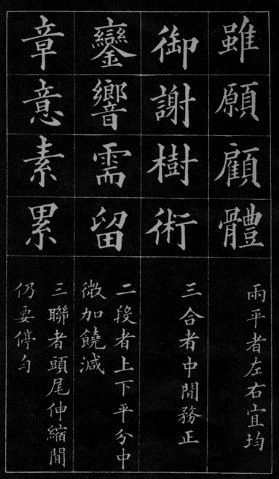 雖願顧體
兩平者左右宜均
御謝樹術
三合者中間務正
鑾響需留
二段者上下平分中
微加饒減
章意素累
三聯者頭尾伸縮間
仍要停勻